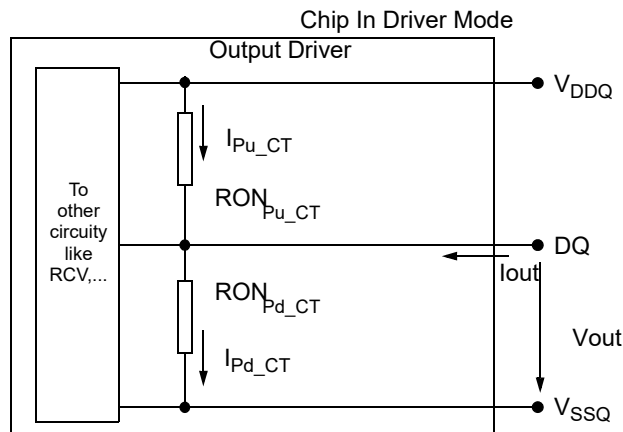 Chip In Driver Mode
Output Driver
VDDQ
IPu_CT
RONPu_CT
To
other
circuity
like
RCV,...
DQ
Iout
RONPd_CT
Vout
IPd_CT
VSSQ